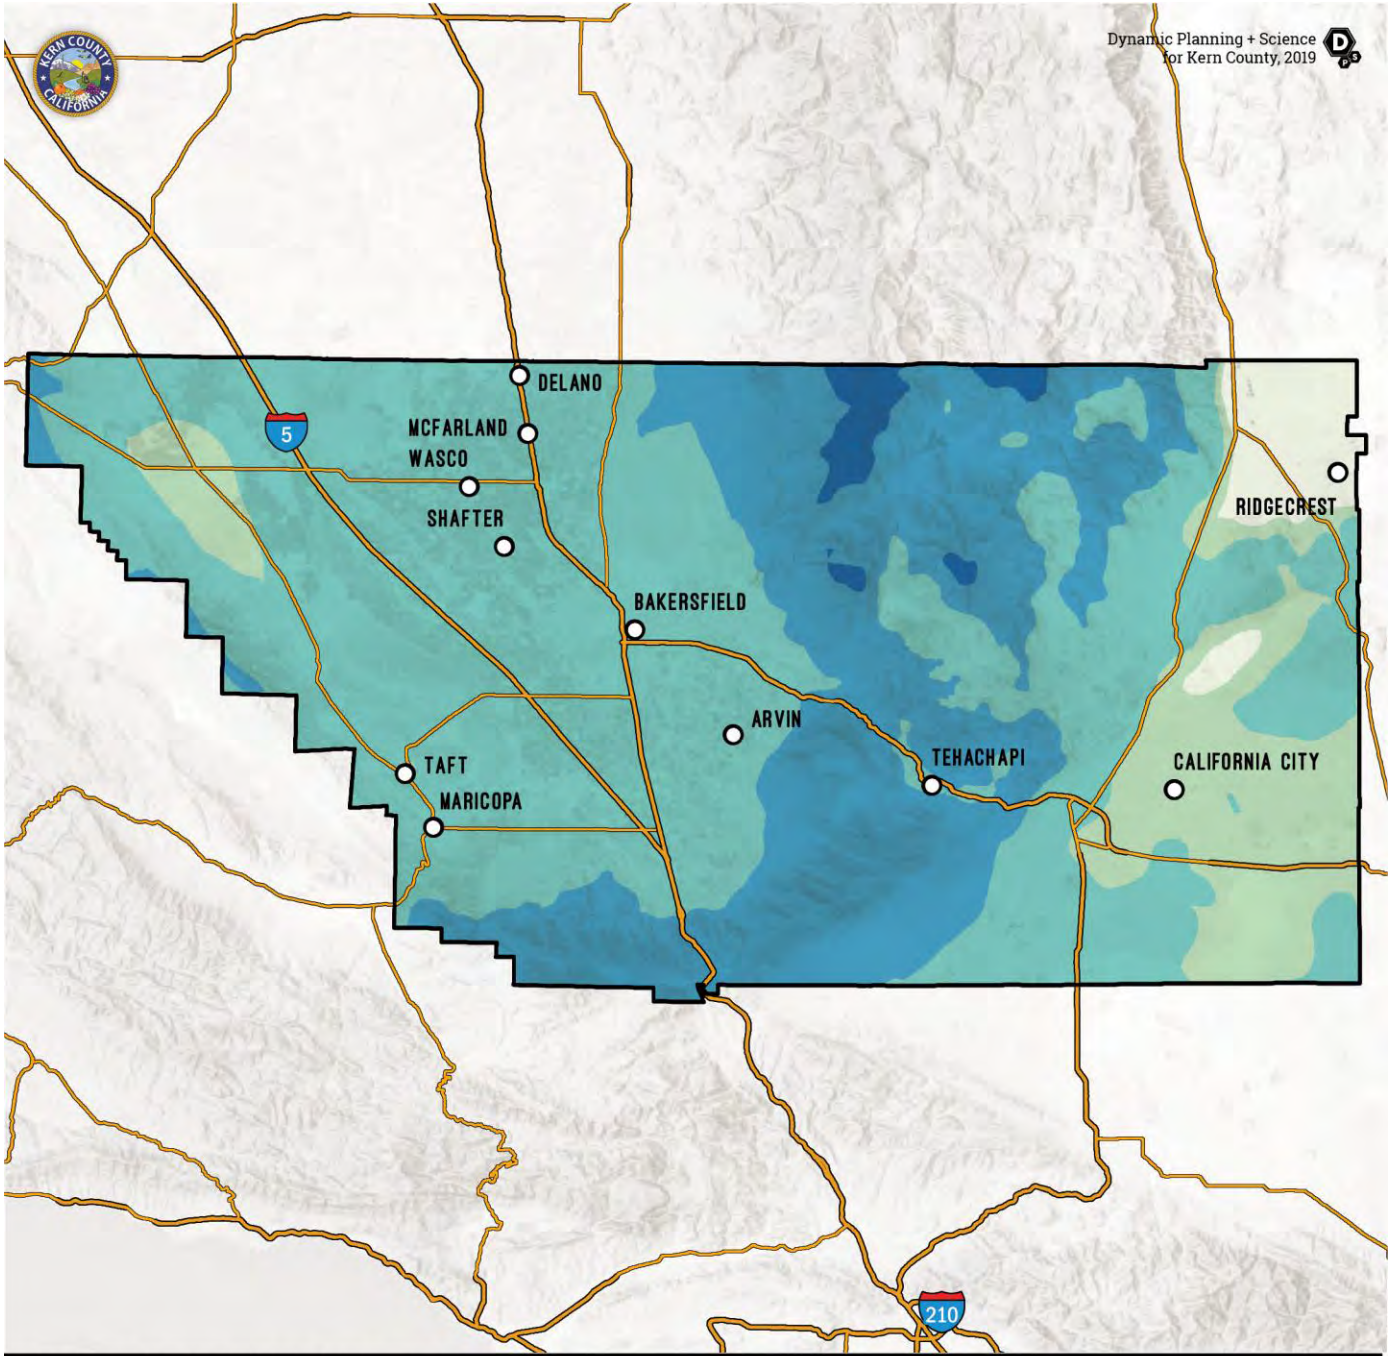 KERN COUNTY
CALIFORNIA
Dynamic Planning + Science
for Kern County, 2019
D
P
S
DELANO
5
MCFARLAND
WASCO
RIDGECREST
SHAFTER
BAKERSFIELD
ARVIN
TAFT
TEHACHAPI
CALIFORNIA CITY
MARICOPA
210